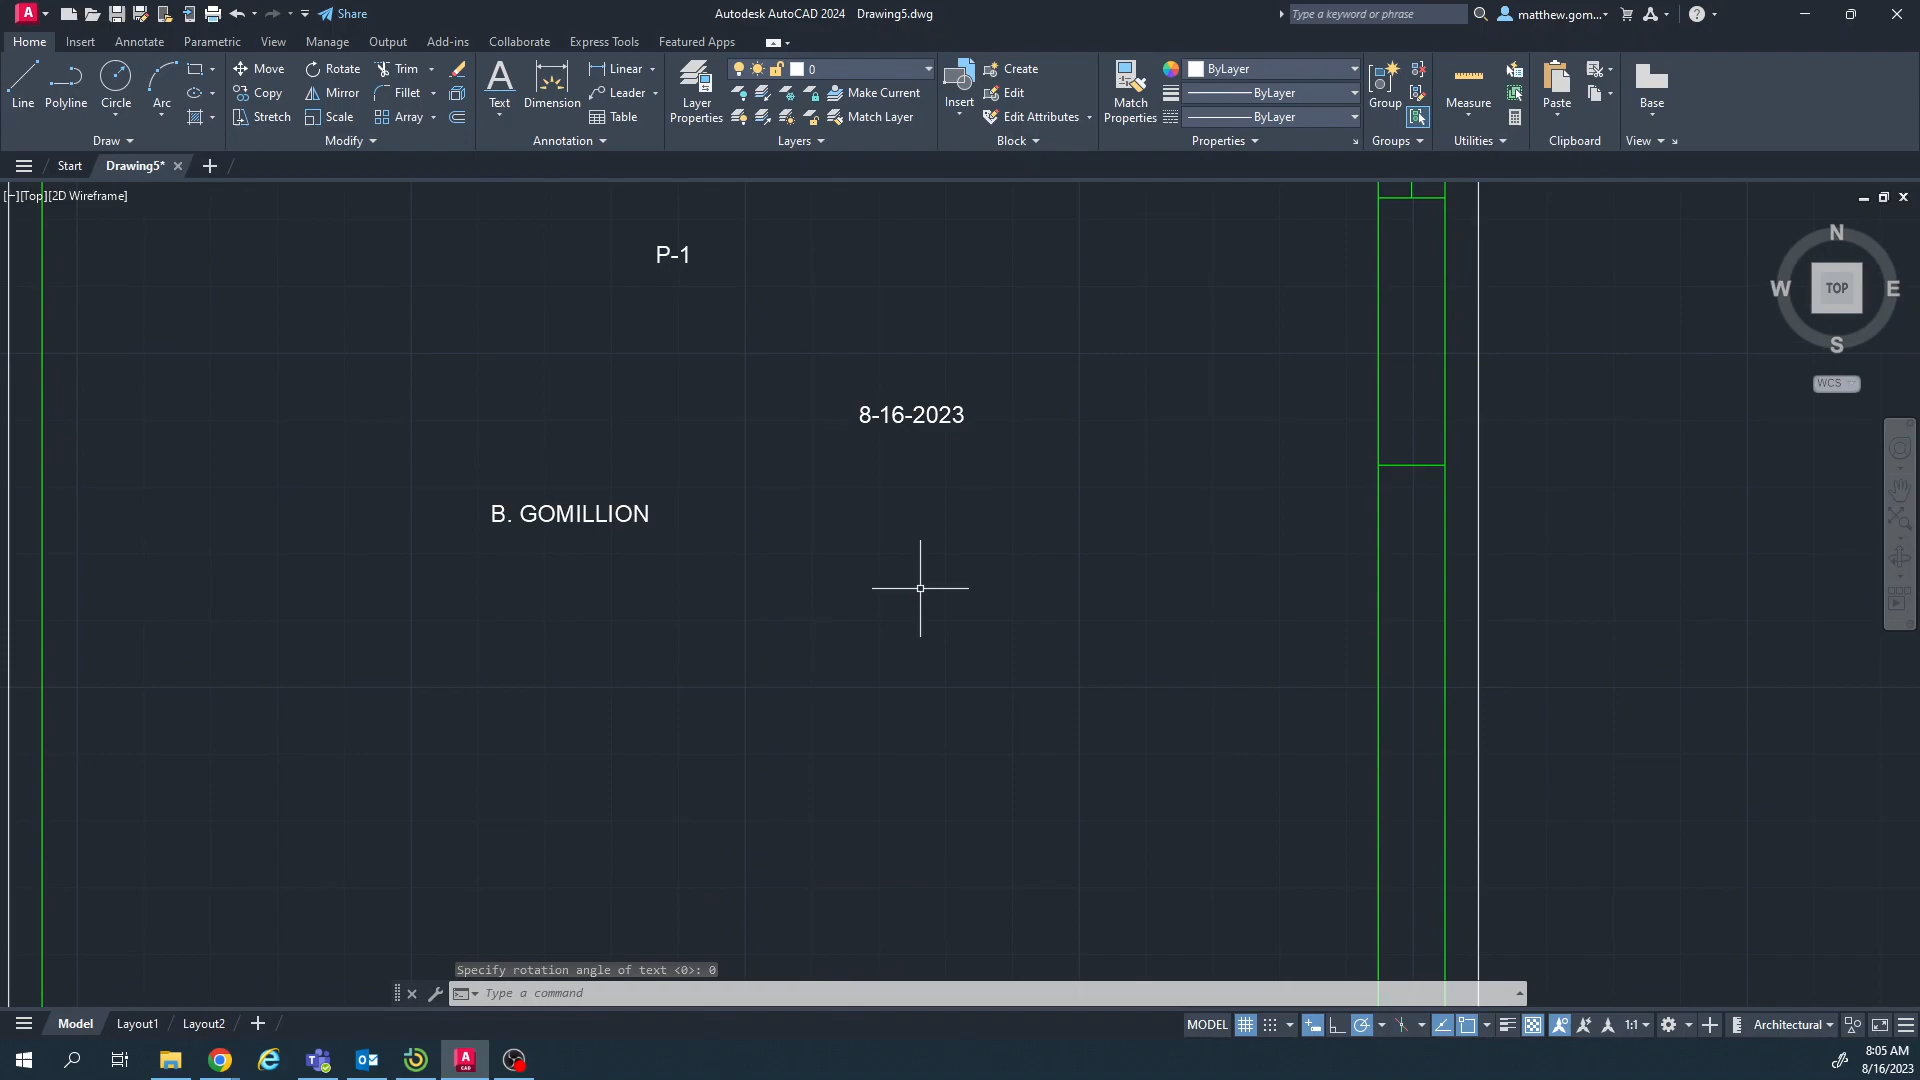 Share
Autodesk AutoCAD 2024 Drawing5.dwg
Type a keyword or phrase
matthew.gom...
Home Insert Annotate Parametric View Manage Output Add-ins Collaborate Express Tools Featured Apps
Line Polyline Circle Arc
Move Rotate Trim
Copy Mirror Fillet
Stretch Scale Array
Text Dimension
Linear
Leader
Table
Layer Properties
0
Make Current
Match Layer
Insert
Create
Edit
Edit Attributes
Match Properties
ByLayer
ByLayer
ByLayer
Group
Measure
Paste
Base
Draw Modify Annotation Layers Block Properties Groups Utilities Clipboard View
Start Drawing5*
[−][Top][2D Wireframe]
N
W TOP E
S
WCS
P-1
8-16-2023
B. GOMILLION
Specify rotation angle of text <0>: 0
Type a command
Model Layout1 Layout2
MODEL 1:1 Architectural
8:05 AM
8/16/2023